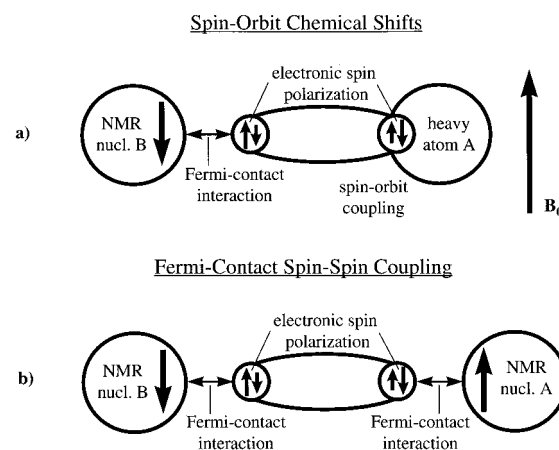 Spin-Orbit Chemical Shifts
electronic spin
polarization
a)
NMR
nucl. B
heavy
atom A
Fermi-contact
interaction
spin-orbit
coupling
B₀
Fermi-Contact Spin-Spin Coupling
electronic spin
polarization
b)
NMR
nucl. B
NMR
nucl. A
Fermi-contact
interaction
Fermi-contact
interaction